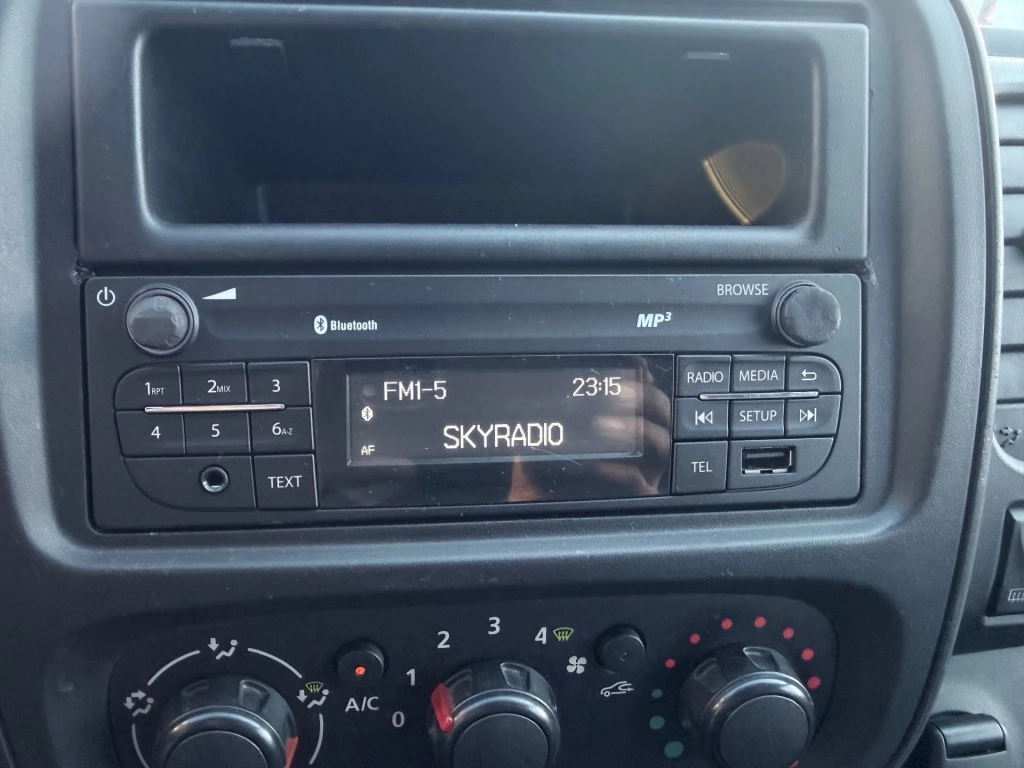 BROWSE
Bluetooth
MP3
FM1-5 23:15
AF
SKYRADIO
1RPT 2MIX 3
4 5 6A-Z
TEXT
RADIO MEDIA
SETUP
TEL
0 1 2 3 4
A/C